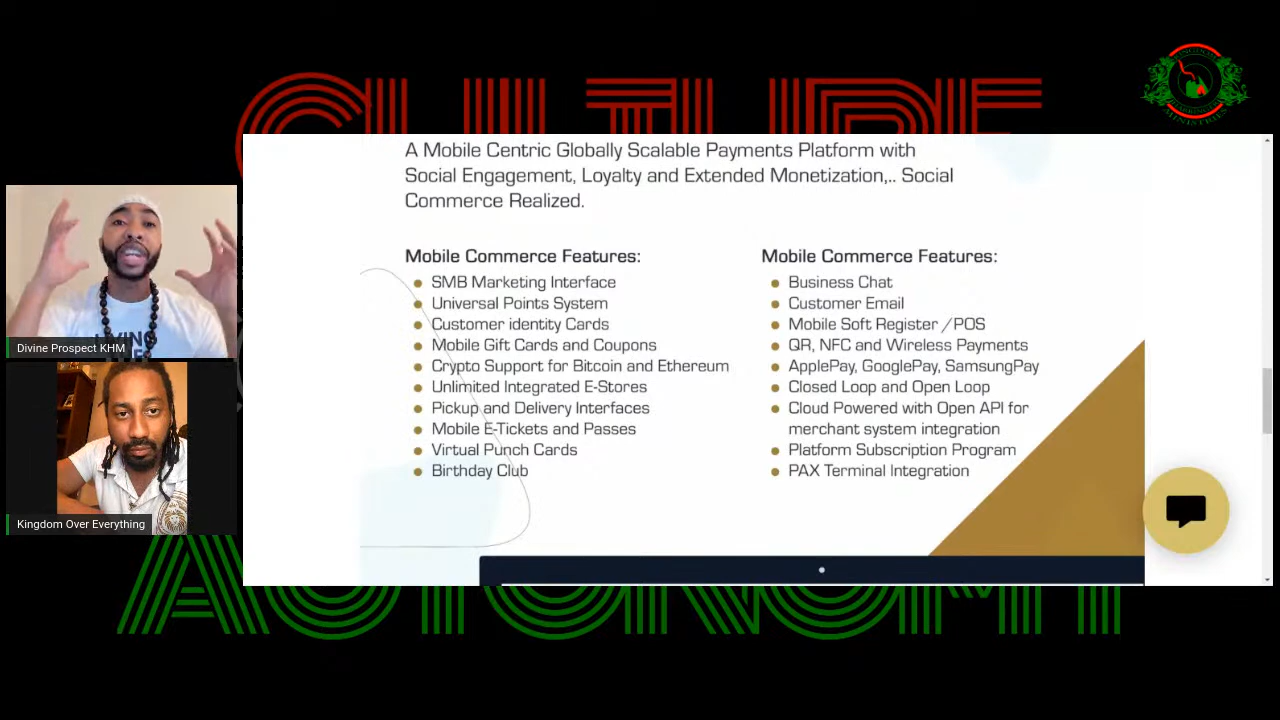 CULTURE
A Mobile Centric Globally Scalable Payments Platform with
Social Engagement, Loyalty and Extended Monetization,.. Social
Commerce Realized.
Mobile Commerce Features:
SMB Marketing Interface
Universal Points System
Customer identity Cards
Mobile Gift Cards and Coupons
Crypto Support for Bitcoin and Ethereum
Unlimited Integrated E-Stores
Pickup and Delivery Interfaces
Mobile E-Tickets and Passes
Virtual Punch Cards
Birthday Club
Mobile Commerce Features:
Business Chat
Customer Email
Mobile Soft Register /POS
QR, NFC and Wireless Payments
ApplePay, GooglePay, SamsungPay
Closed Loop and Open Loop
Cloud Powered with Open API for
merchant system integration
Platform Subscription Program
PAX Terminal Integration
Divine Prospect KHM
Kingdom Over Everything
AUTONOMY
MINISTRIES